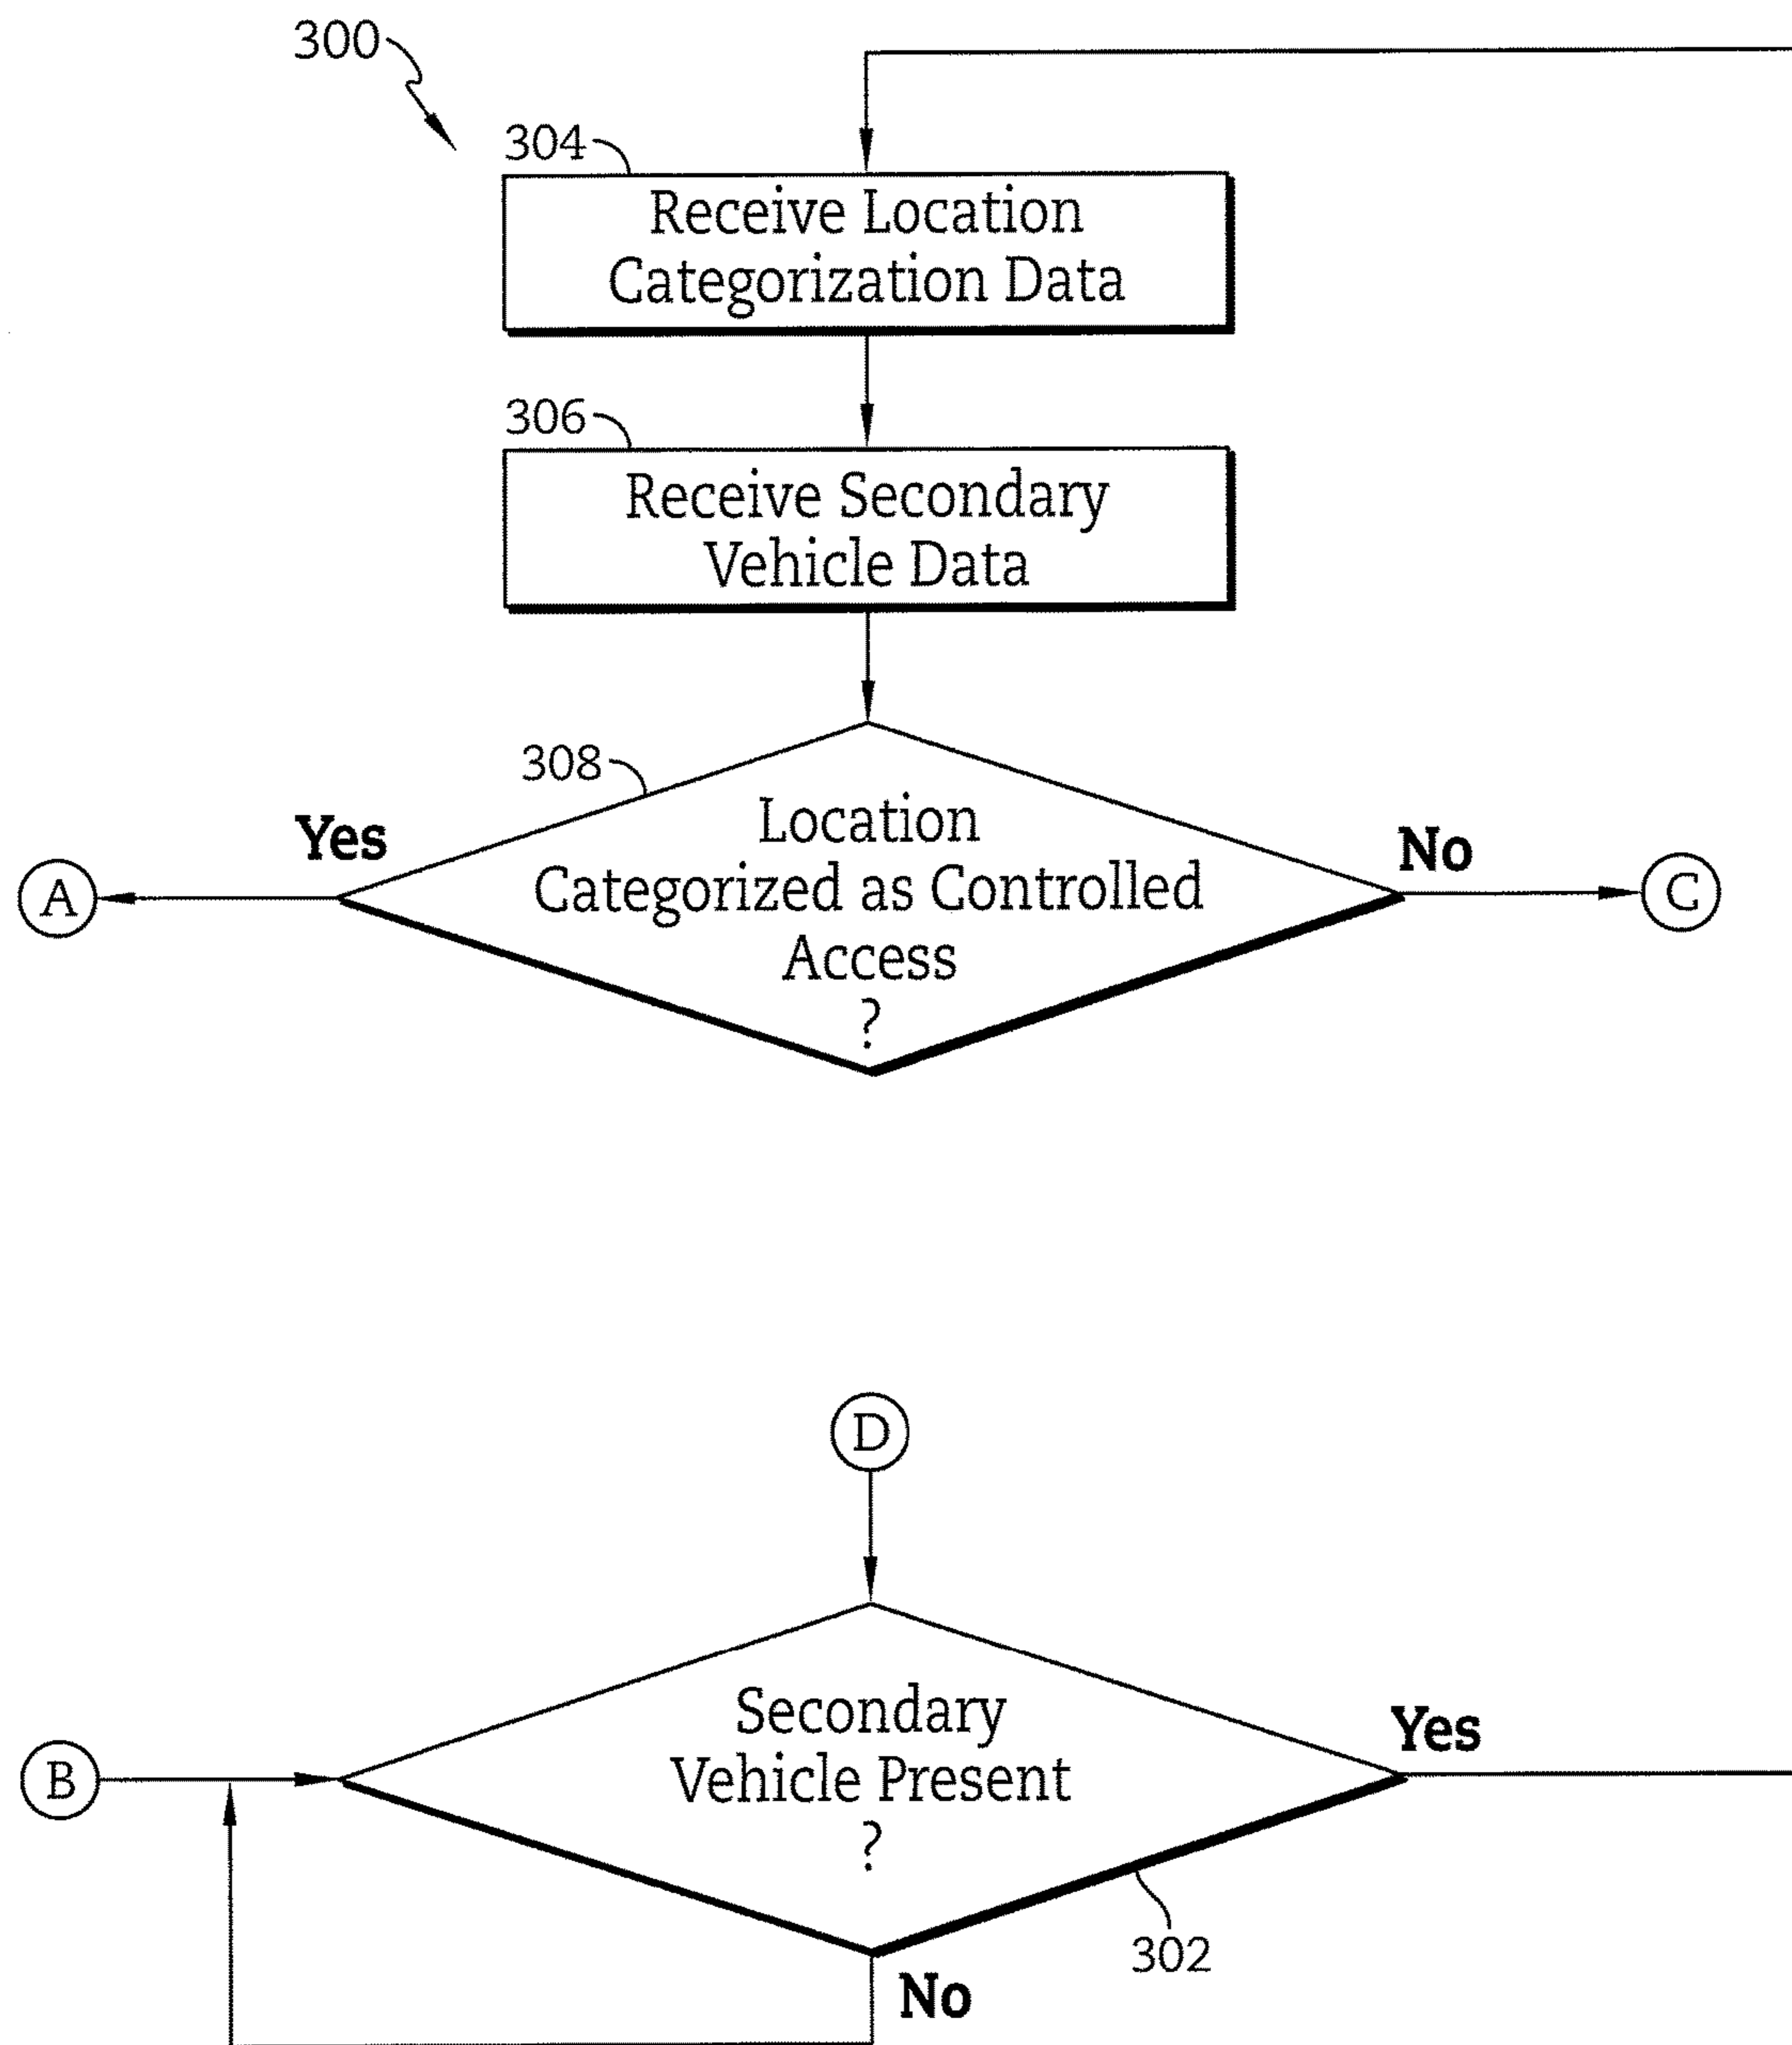 300
304
Receive Location
Categorization Data
306
Receive Secondary
Vehicle Data
308
Location
Categorized as Controlled
Access
?
Yes
No
A
C
D
Secondary
Vehicle Present
?
Yes
B
302
No